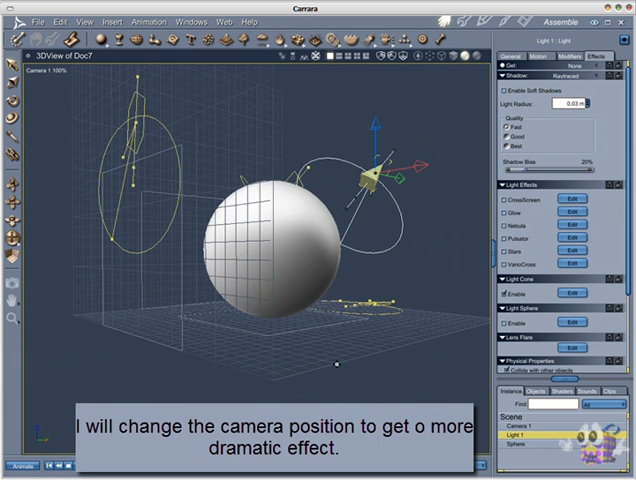 Carrara
File Edit View Insert Animation Windows Help
Assemble
3DView of Doc7
Light 1 : Light
Camera 1 100%
General Motion Modifiers Effects
Gel: None
Shadow: Raytraced
Enable Soft Shadows
Light Radius: 0,03 m
Quality
Fast
Good
Best
Shadow Bias 20%
Light Effects
CrossScreen Edit
Glow Edit
Nebula Edit
Pulsator Edit
Stars Edit
VarioCross Edit
Light Cone
Enable Edit
Light Sphere
Enable Edit
Lens Flare
Edit
Physical Properties
Collide with other objects
Instance Objects Shaders Sounds Clips
Find All
Scene
Camera 1
Light 1
Sphere
I will change the camera position to get o more
dramatic effect.
Animate